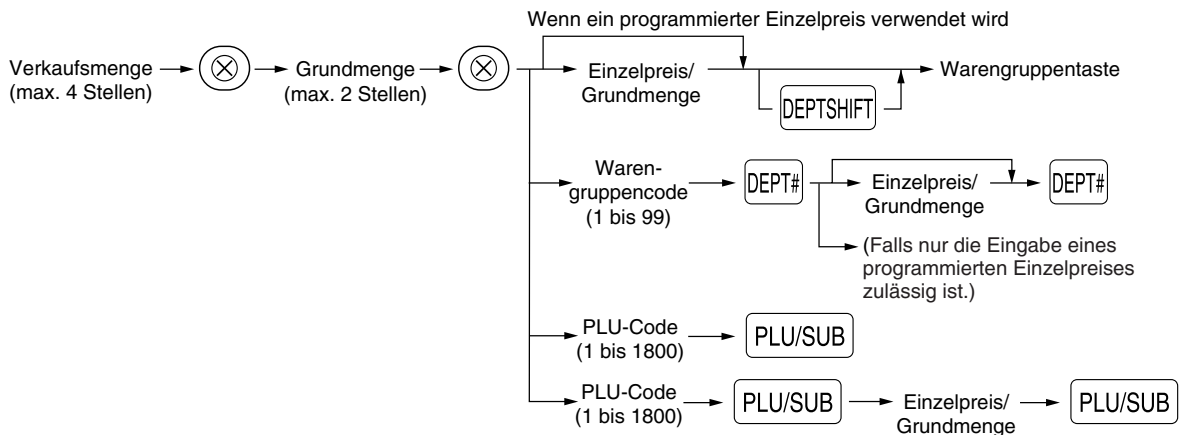 Wenn ein programmierter Einzelpreis verwendet wird
Verkaufsmenge
(max. 4 Stellen)
Grundmenge
(max. 2 Stellen)
Einzelpreis/
Grundmenge
DEPTSHIFT
Warengruppentaste
Waren-
gruppencode
(1 bis 99)
DEPT#
Einzelpreis/
Grundmenge
DEPT#
(Falls nur die Eingabe eines
programmierten Einzelpreises
zulässig ist.)
PLU-Code
(1 bis 1800)
PLU/SUB
PLU-Code
(1 bis 1800)
PLU/SUB
Einzelpreis/
Grundmenge
PLU/SUB